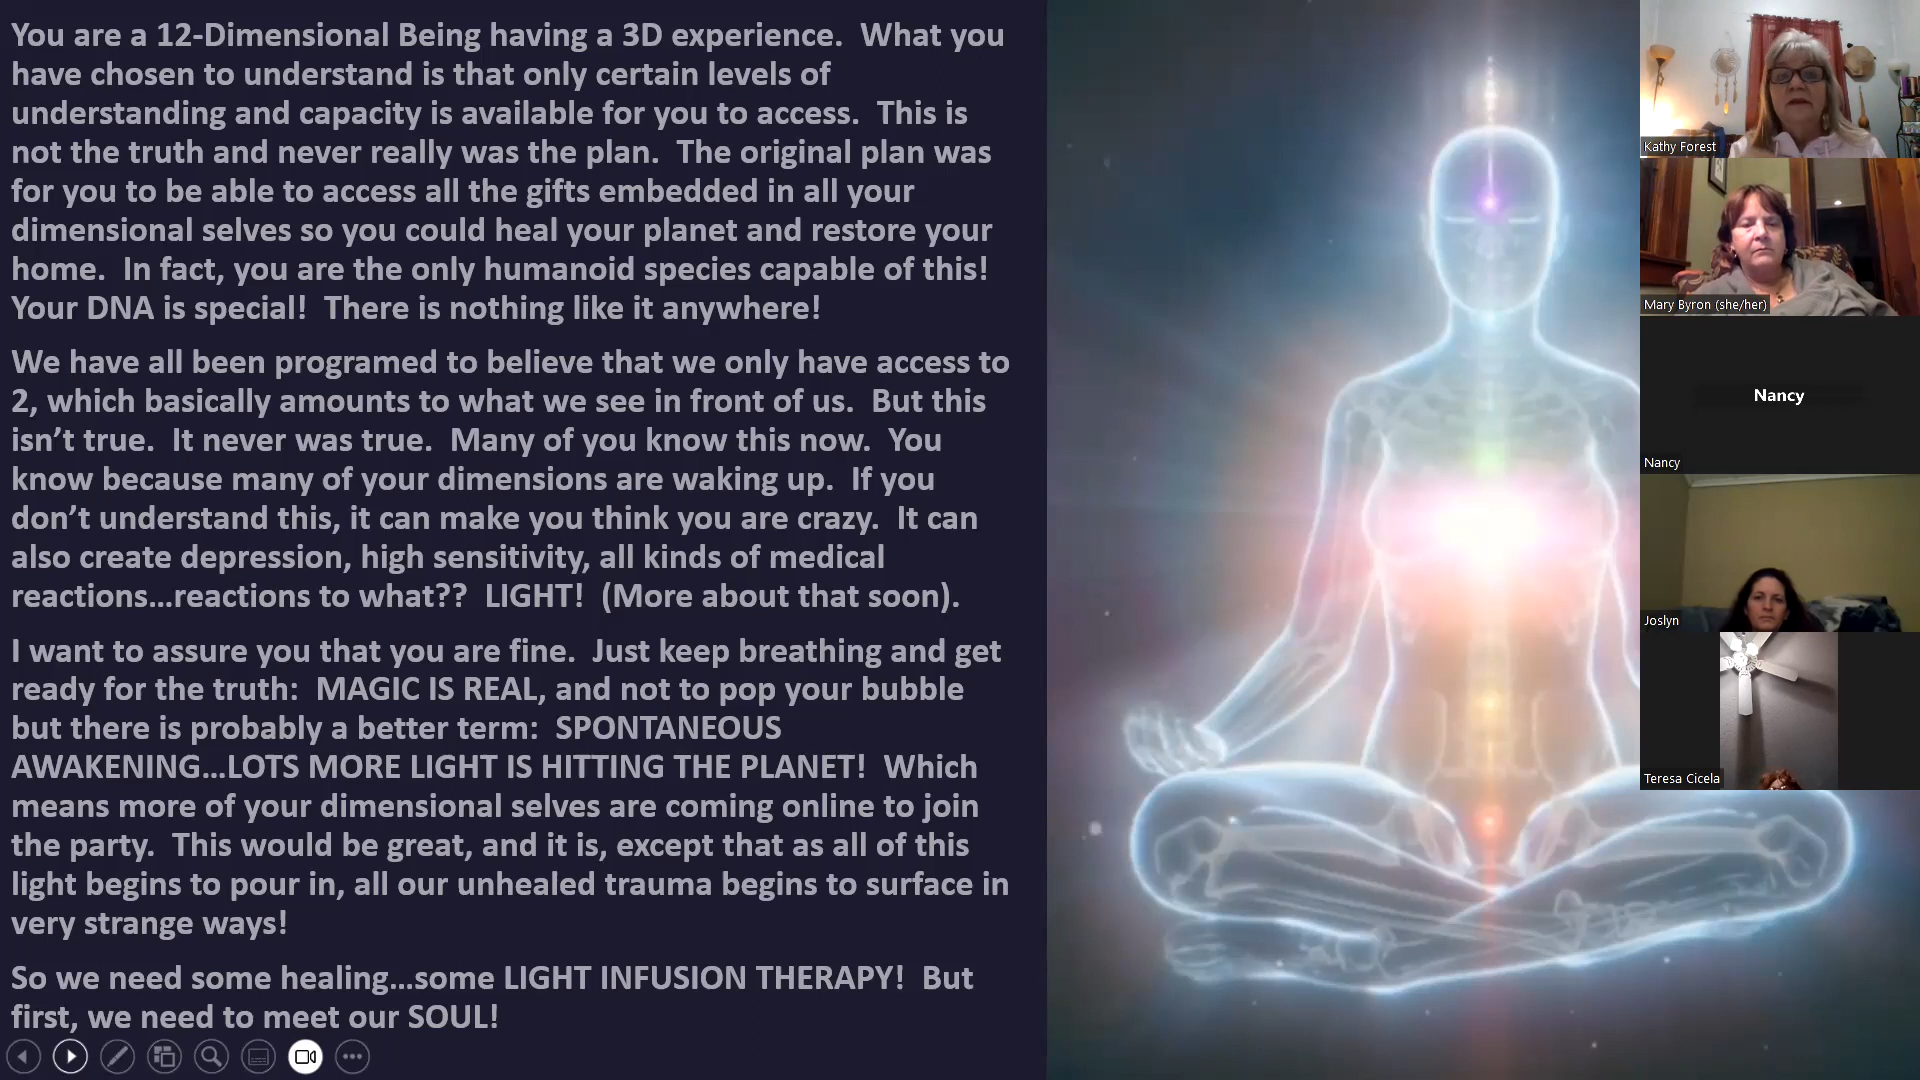 You are a 12-Dimensional Being having a 3D experience.  What you
have chosen to understand is that only certain levels of
understanding and capacity is available for you to access.  This is
not the truth and never really was the plan.  The original plan was
for you to be able to access all the gifts embedded in all your
dimensional selves so you could heal your planet and restore your
home.  In fact, you are the only humanoid species capable of this!
Your DNA is special!  There is nothing like it anywhere!
We have all been programed to believe that we only have access to
2, which basically amounts to what we see in front of us.  But this
isn’t true.  It never was true.  Many of you know this now.  You
know because many of your dimensions are waking up.  If you
don’t understand this, it can make you think you are crazy.  It can
also create depression, high sensitivity, all kinds of medical
reactions…reactions to what??  LIGHT!  (More about that soon).
I want to assure you that you are fine.  Just keep breathing and get
ready for the truth:  MAGIC IS REAL, and not to pop your bubble
but there is probably a better term:  SPONTANEOUS
AWAKENING…LOTS MORE LIGHT IS HITTING THE PLANET!  Which
means more of your dimensional selves are coming online to join
the party.  This would be great, and it is, except that as all of this
light begins to pour in, all our unhealed trauma begins to surface in
very strange ways!
So we need some healing…some LIGHT INFUSION THERAPY!  But
first, we need to meet our SOUL!
Kathy Forest
Mary Byron (she/her)
Nancy
Nancy
Joslyn
Teresa Cicela